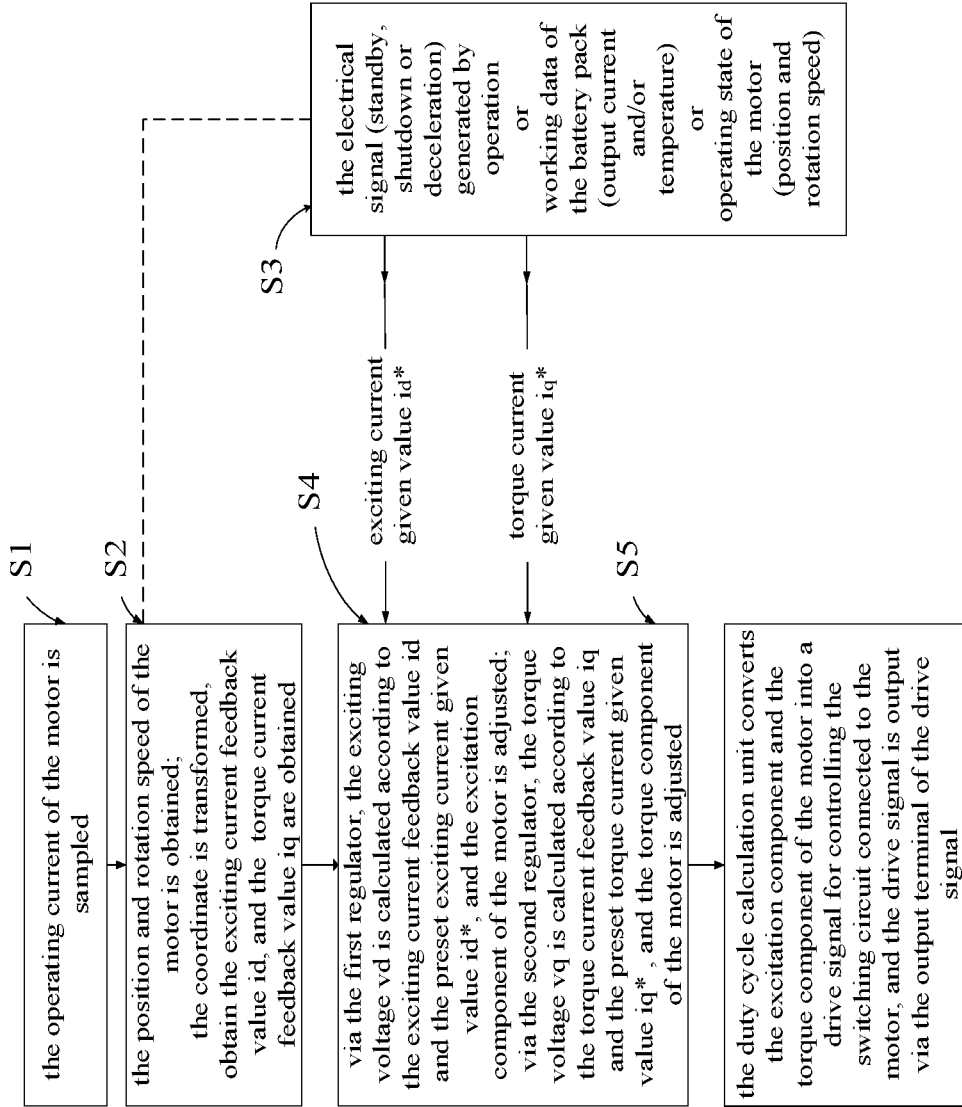 S1
the operating current of the motor is
sampled
S2
the position and rotation speed of the
motor is obtained;
the coordinate is transformed,
obtain the exciting current feedback
value id, and the torque current
feedback value iq are obtained
S3
the electrical
signal (standby,
shutdown or
deceleration)
generated by
operation
or
working data of
the battery pack
(output current
and/or
temperature)
or
operating state of
the motor
(position and
rotation speed)
exciting current
given value id*
torque current
given value iq*
S4
via the first regulator, the exciting
voltage vd is calculated according to
the exciting current feedback value id
and the preset exciting current given
value id*, and the excitation
component of the motor is adjusted;
via the second regulator, the torque
voltage vq is calculated according to
the torque current feedback value iq
and the preset torque current given
value iq*, and the torque component
of the motor is adjusted
S5
the duty cycle calculation unit converts
the excitation component and the
torque component of the motor into a
drive signal for controlling the
switching circuit connected to the
motor, and the drive signal is output
via the output terminal of the drive
signal